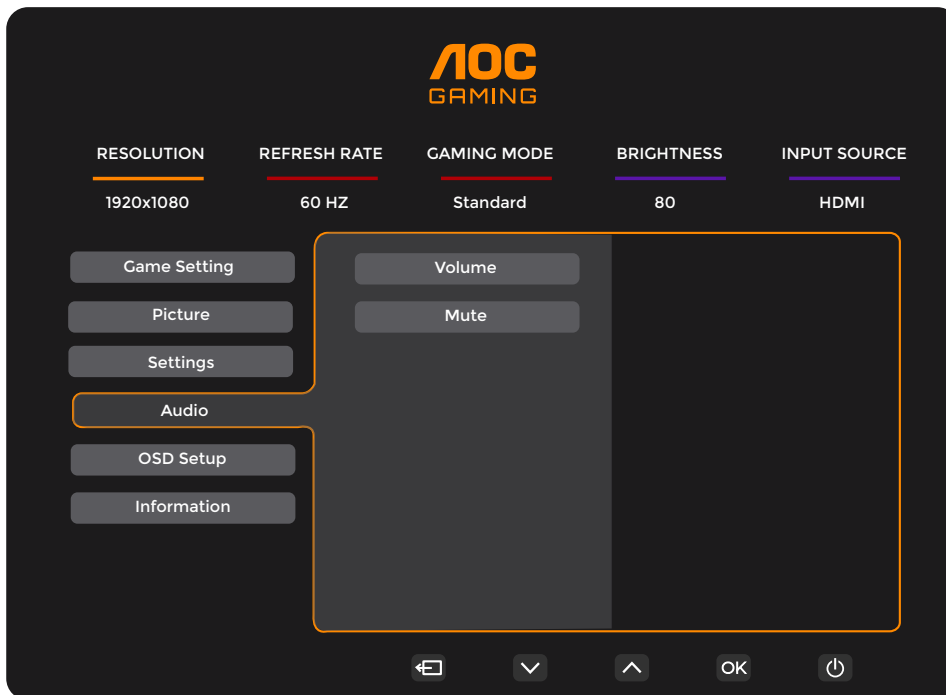 AOC
GAMING
RESOLUTION REFRESH RATE GAMING MODE BRIGHTNESS INPUT SOURCE
1920x1080 60 HZ Standard 80 HDMI
Game Setting Volume
Picture Mute
Settings
Audio
OSD Setup
Information
OK